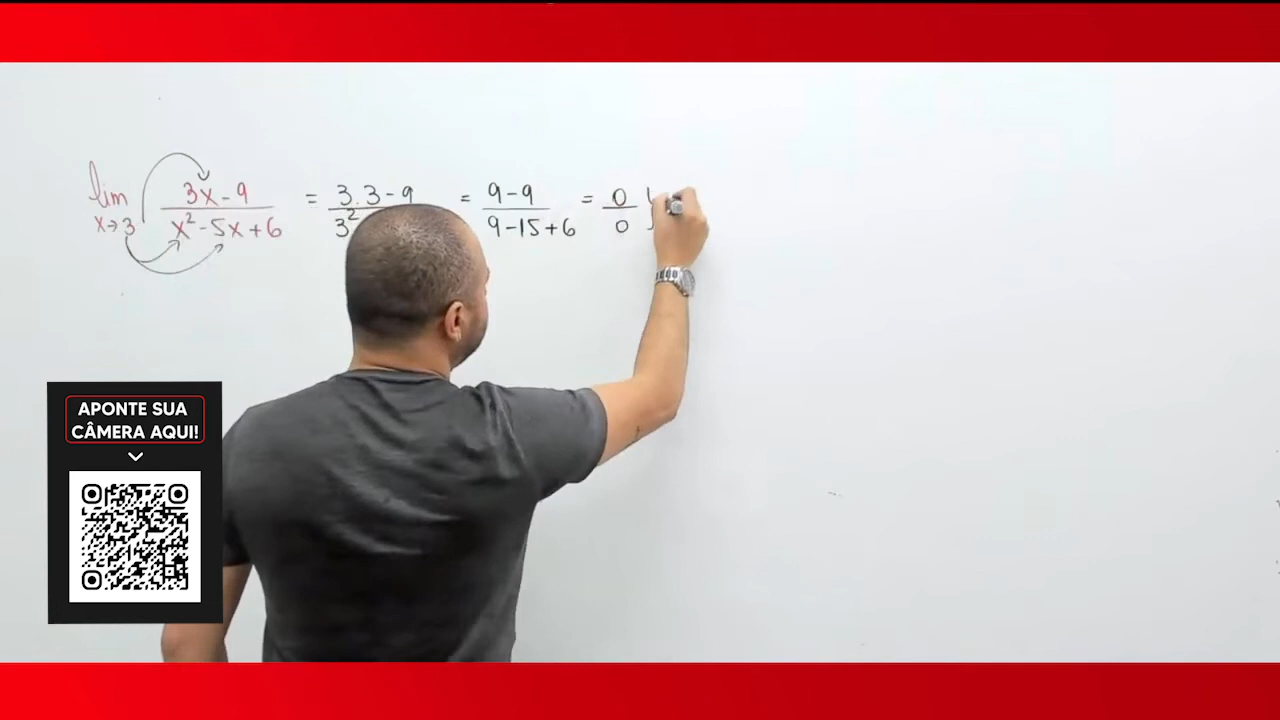 lim 3x-9 = 3.3-9 = 9-9 = 0
x→3 x²-5x+6 3² 9-15+6 0
APONTE SUA
CÂMERA AQUI!